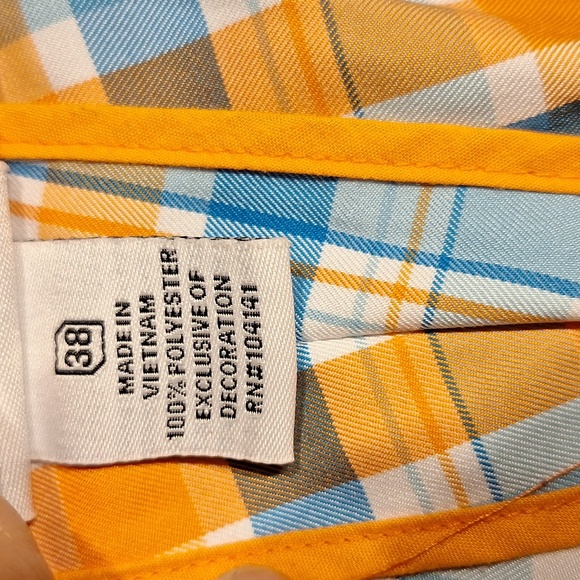 38
MADE IN
VIETNAM
100% POLYESTER
EXCLUSIVE OF
DECORATION
RN#104141